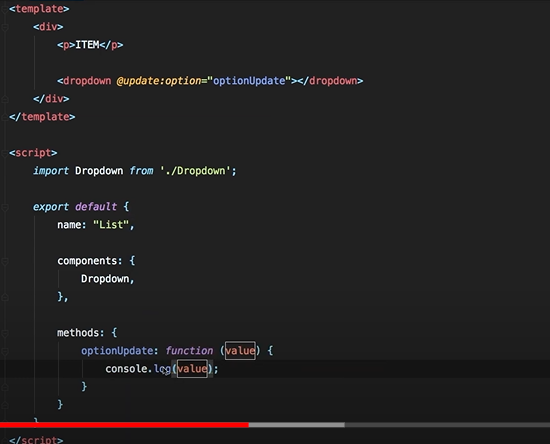 <template>
<div>
<p>ITEM</p>
<dropdown @update:option="optionUpdate"></dropdown>
</div>
</template>
<script>
import Dropdown from './Dropdown';
export default {
name: "List",
components: {
Dropdown,
},
methods: {
optionUpdate: function (value) {
console.log(value);
}
}
}
</script>